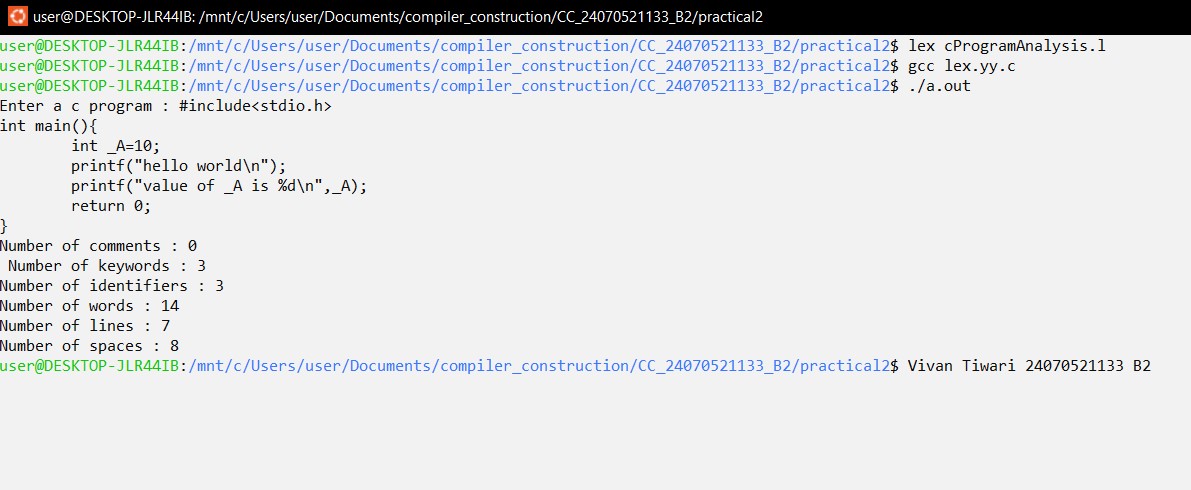 user@DESKTOP-JLR44IB: /mnt/c/Users/user/Documents/compiler_construction/CC_24070521133_B2/practical2
user@DESKTOP-JLR44IB:/mnt/c/Users/user/Documents/compiler_construction/CC_24070521133_B2/practical2$ lex cProgramAnalysis.l
user@DESKTOP-JLR44IB:/mnt/c/Users/user/Documents/compiler_construction/CC_24070521133_B2/practical2$ gcc lex.yy.c
user@DESKTOP-JLR44IB:/mnt/c/Users/user/Documents/compiler_construction/CC_24070521133_B2/practical2$ ./a.out
Enter a c program : #include<stdio.h>
int main(){
        int _A=10;
        printf("hello world\n");
        printf("value of _A is %d\n",_A);
        return 0;
}
Number of comments : 0
 Number of keywords : 3
Number of identifiers : 3
Number of words : 14
Number of lines : 7
Number of spaces : 8
user@DESKTOP-JLR44IB:/mnt/c/Users/user/Documents/compiler_construction/CC_24070521133_B2/practical2$ Vivan Tiwari 24070521133 B2